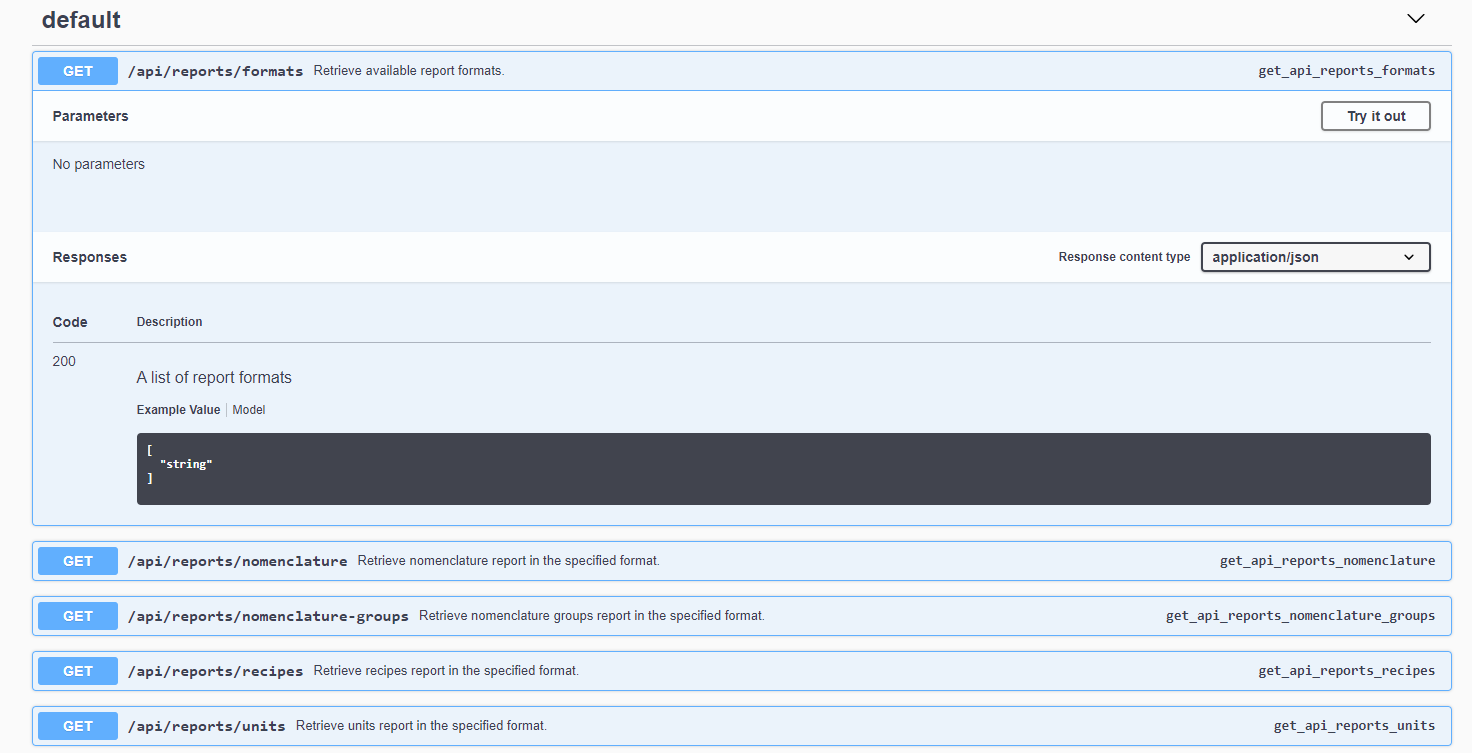 default
GET /api/reports/formats Retrieve available report formats. get_api_reports_formats
Parameters Try it out
No parameters
Responses Response content type application/json
Code Description
200
A list of report formats
Example Value Model
[
"string"
]
GET /api/reports/nomenclature Retrieve nomenclature report in the specified format. get_api_reports_nomenclature
GET /api/reports/nomenclature-groups Retrieve nomenclature groups report in the specified format. get_api_reports_nomenclature_groups
GET /api/reports/recipes Retrieve recipes report in the specified format. get_api_reports_recipes
GET /api/reports/units Retrieve units report in the specified format. get_api_reports_units